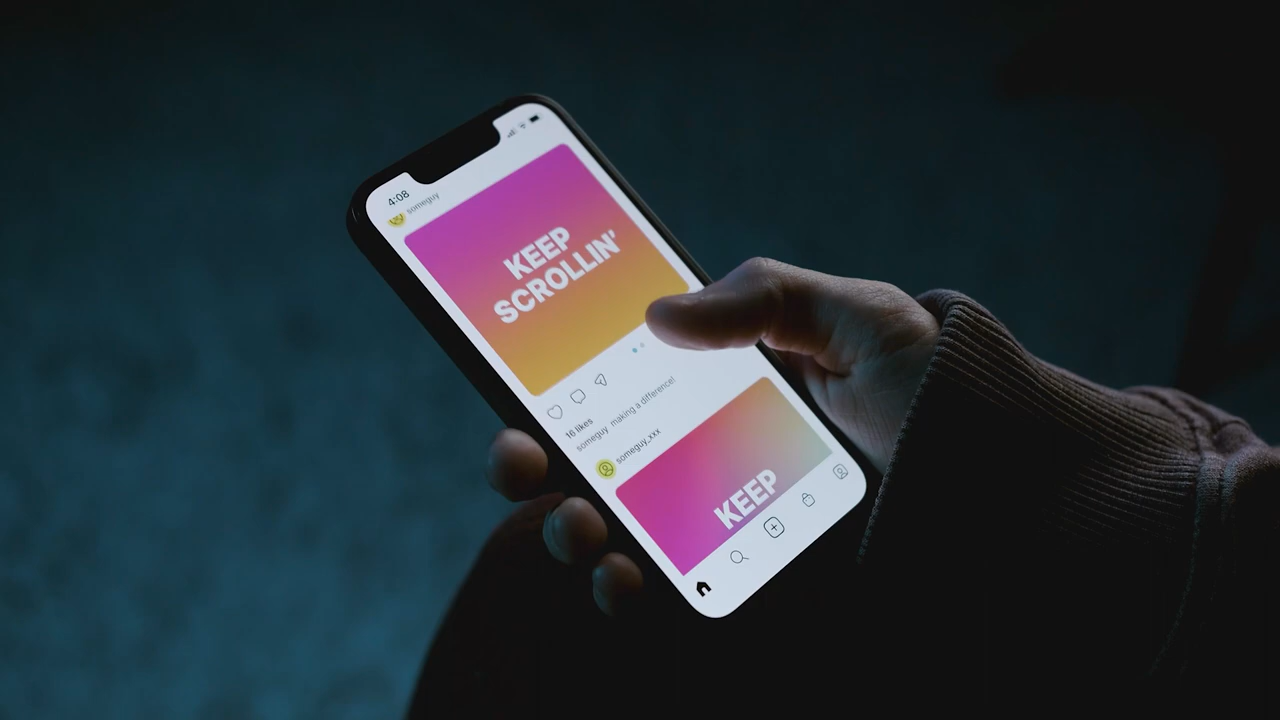 4:08
someguy
KEEP
SCROLLIN'
16 likes
someguy making a difference!
someguy_xxx
KEEP